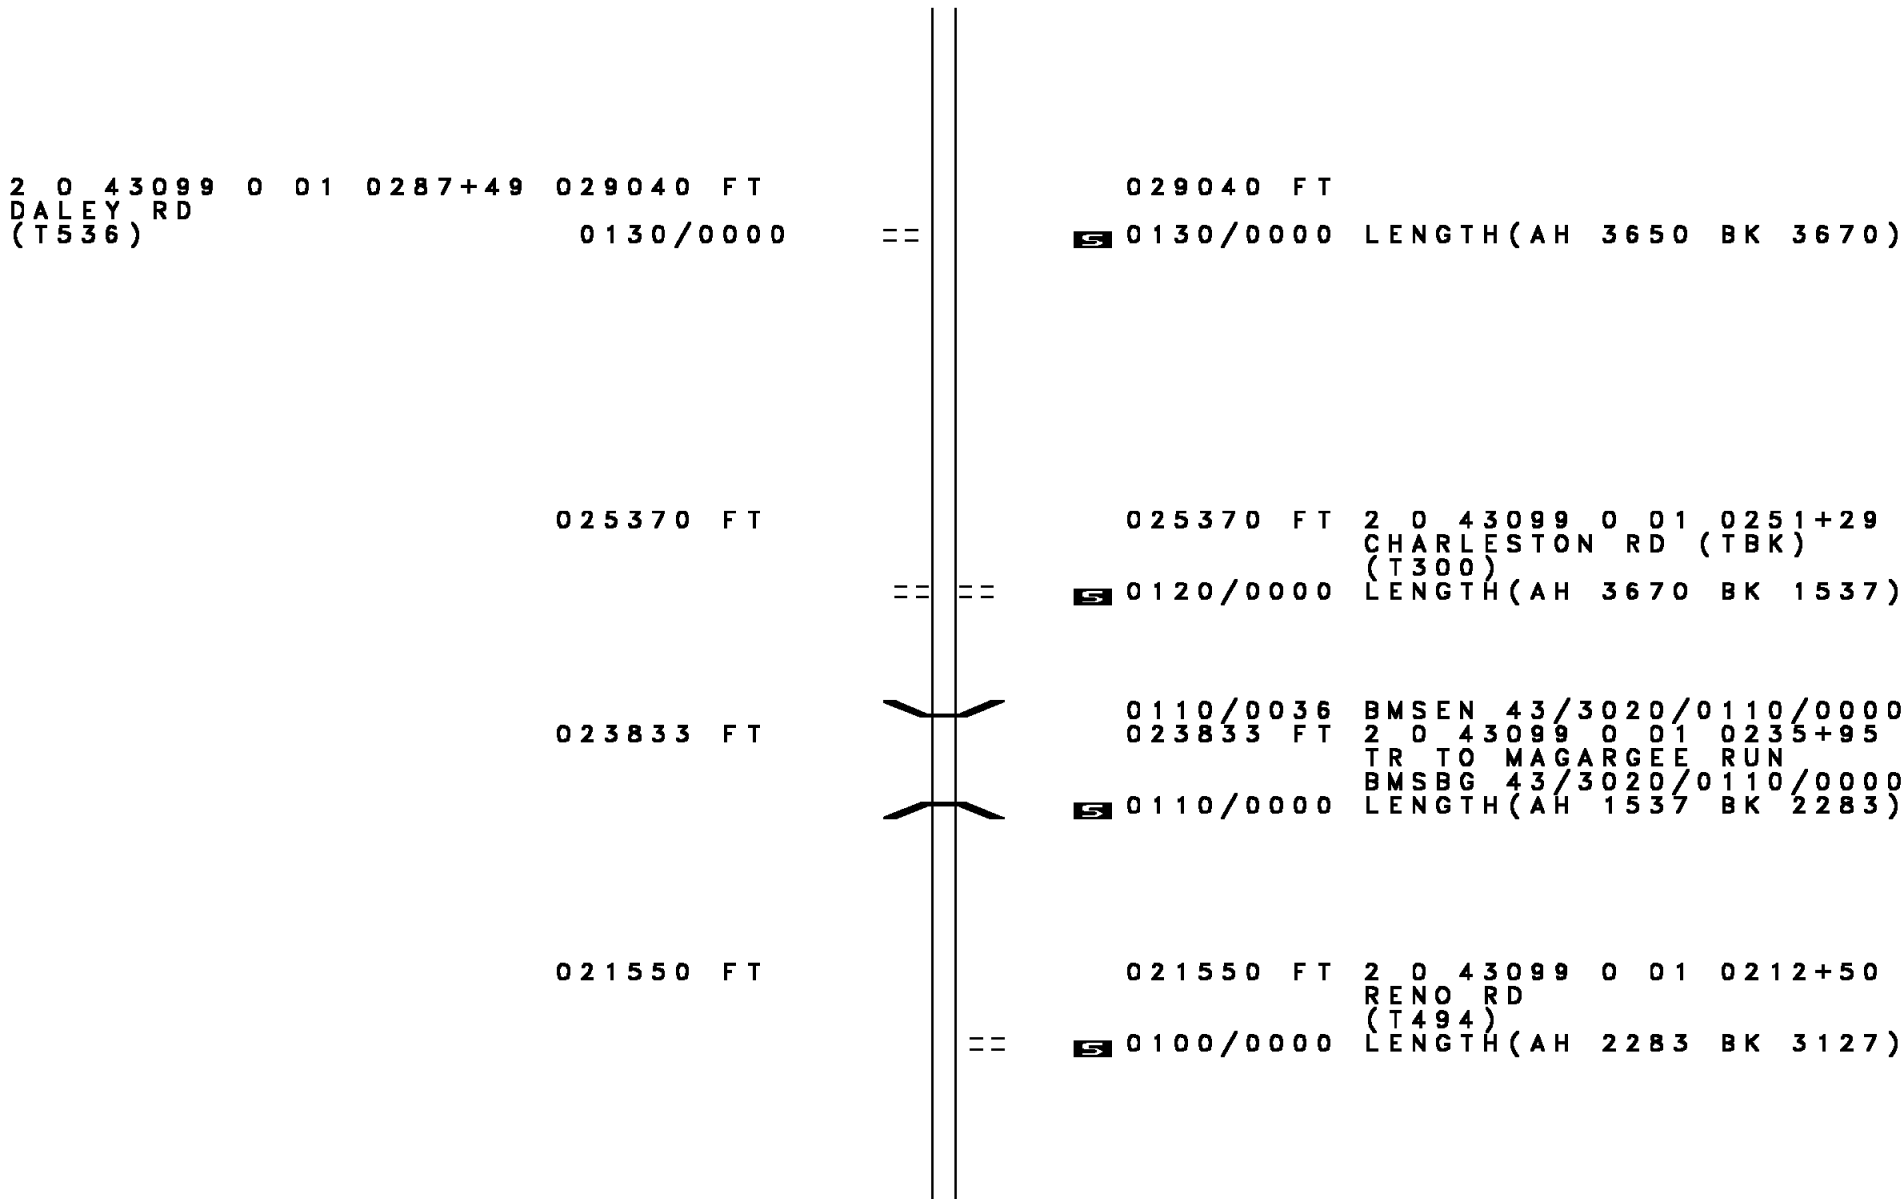 2 0 43099 0 01 0287+49 029040 FT 029040 FT
DALEY RD
(T536) 0130/0000 == S 0130/0000 LENGTH(AH 3650 BK 3670)
025370 FT 025370 FT 2 0 43099 0 01 0251+29
CHARLESTON RD (TBK)
(T300)
== == S 0120/0000 LENGTH(AH 3670 BK 1537)
0110/0036 BMSEN 43/3020/0110/0000
023833 FT 023833 FT 2 0 43099 0 01 0235+95
TR TO MAGARGEE RUN
BMSBG 43/3020/0110/0000
S 0110/0000 LENGTH(AH 1537 BK 2283)
021550 FT 021550 FT 2 0 43099 0 01 0212+50
RENO RD
(T494)
== S 0100/0000 LENGTH(AH 2283 BK 3127)